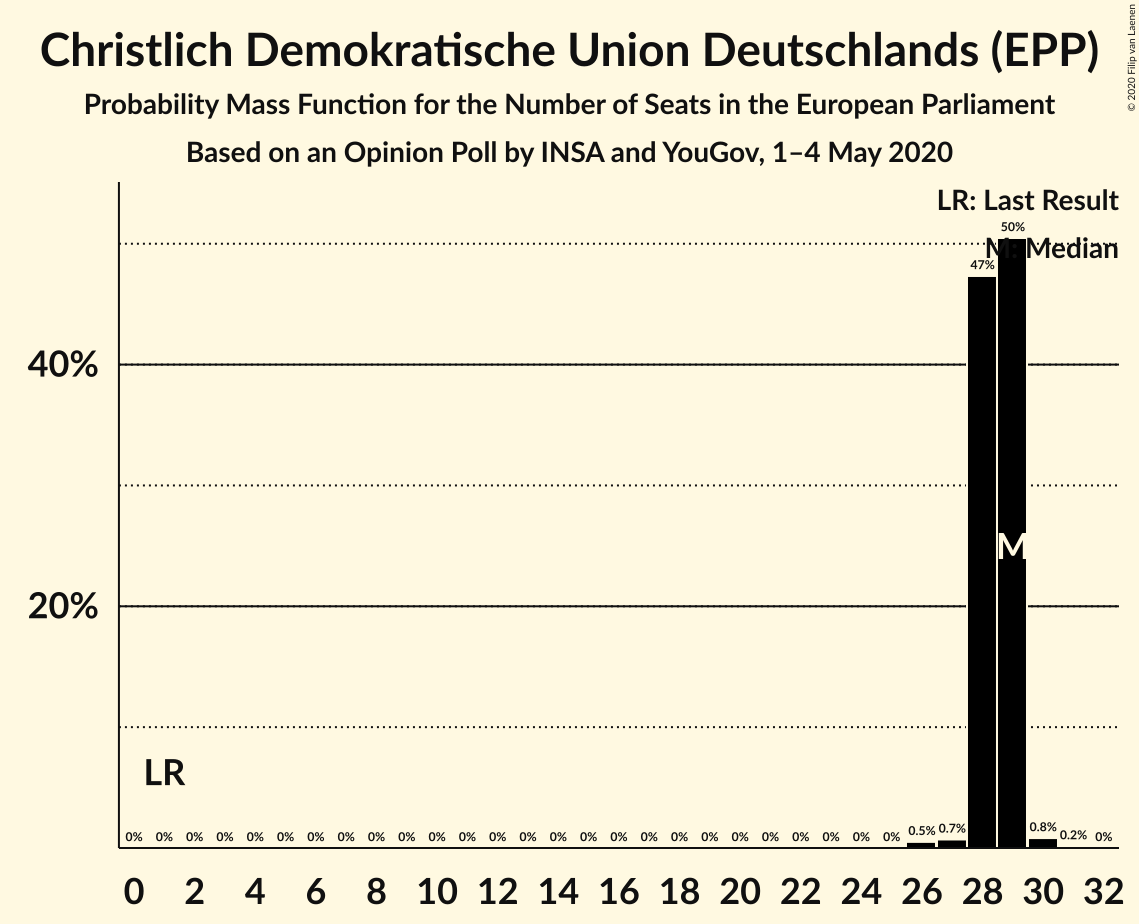 Christlich Demokratische Union Deutschlands (EPP)
Probability Mass Function for the Number of Seats in the European Parliament
Based on an Opinion Poll by INSA and YouGov, 1–4 May 2020
© 2020 Filip van Laenen
LR: Last Result
M: Median
50%
47%
40%
M
20%
LR
0% 0% 0% 0% 0% 0% 0% 0% 0% 0% 0% 0% 0% 0% 0% 0% 0% 0% 0% 0% 0% 0% 0% 0% 0% 0% 0.5% 0.7% 0.8% 0.2% 0%
0 2 4 6 8 10 12 14 16 18 20 22 24 26 28 30 32